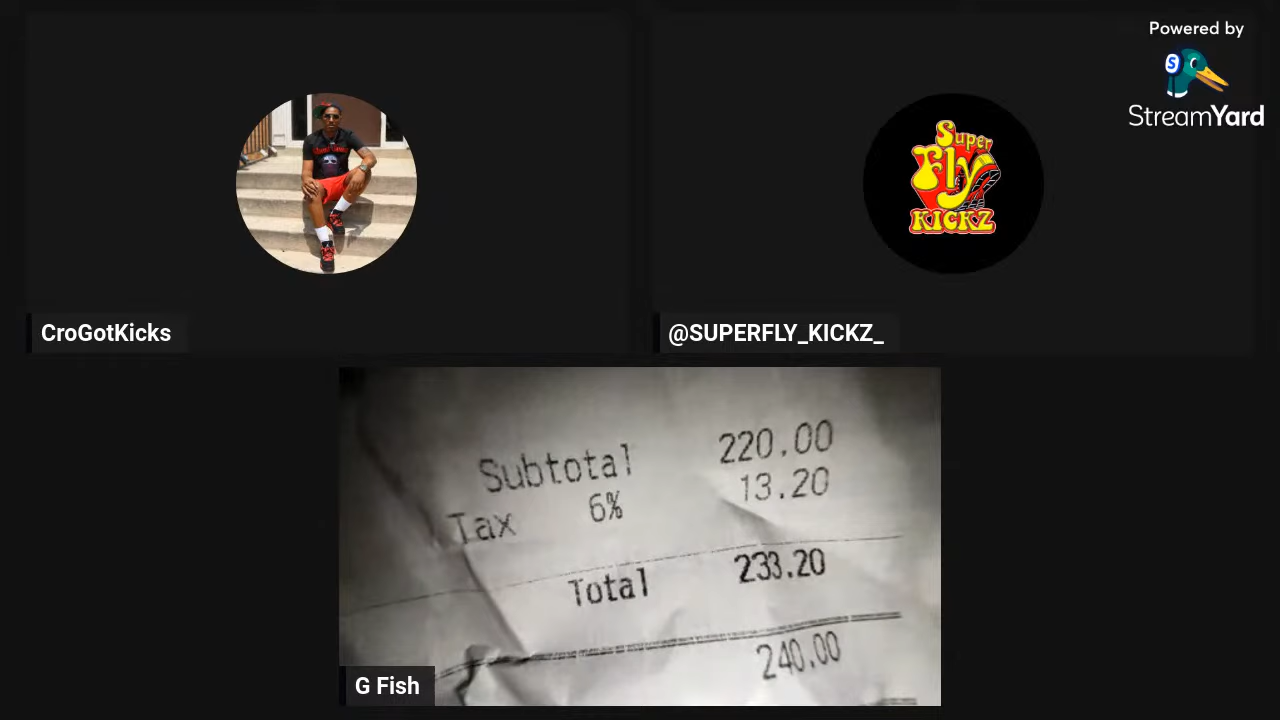 Powered by
StreamYard
CroGotKicks
Super
Fly
KICKZ
@SUPERFLY_KICKZ_
Subtotal 220.00
Tax 6% 13.20
Total 233.20
240.00
G Fish